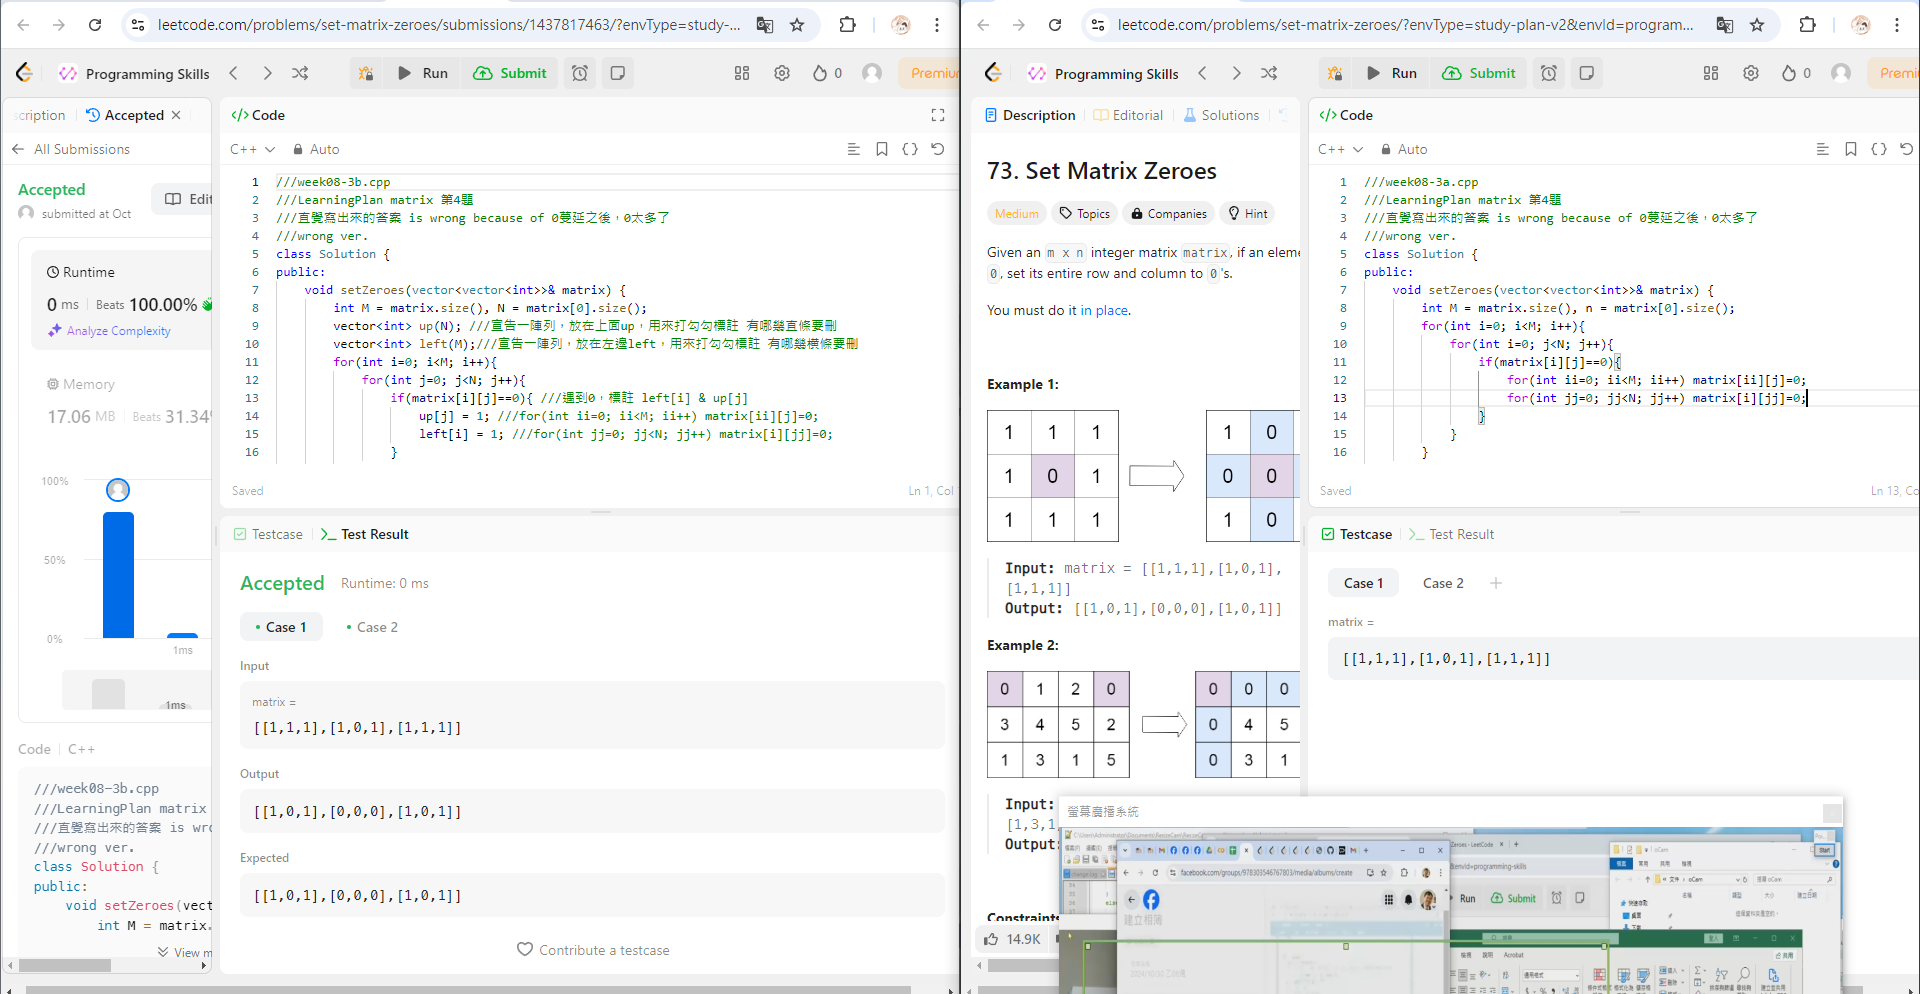 leetcode.com/problems/set-matrix-zeroes/submissions/1437817463/?envType=study-...
Programming Skills
Run
Submit
0
Premium
scription
Accepted
All Submissions
Accepted
submitted at Oct
Edit
Runtime
0 ms | Beats 100.00%
Analyze Complexity
Memory
17.06 MB | Beats 31.34
100%
50%
0%
1ms
1ms
Code | C++
///week08-3b.cpp
///LearningPlan matrix
///直覺寫出來的答案 is wro
///wrong ver.
class Solution {
public:
void setZeroes(vect
int M = matrix.
View m
</> Code
C++
Auto
1 ///week08-3b.cpp
2 ///LearningPlan matrix 第4題
3 ///直覺寫出來的答案 is wrong because of 0蔓延之後，0太多了
4 ///wrong ver.
5 class Solution {
6 public:
7 void setZeroes(vector<vector<int>>& matrix) {
8 int M = matrix.size(), N = matrix[0].size();
9 vector<int> up(N); ///宣告一陣列，放在上面up，用來打勾勾標註 有哪幾直條要刪
10 vector<int> left(M);///宣告一陣列，放在左邊left，用來打勾勾標註 有哪幾橫條要刪
11 for(int i=0; i<M; i++){
12 for(int j=0; j<N; j++){
13 if(matrix[i][j]==0){ ///遇到0，標註 left[i] & up[j]
14 up[j] = 1; ///for(int ii=0; ii<M; ii++) matrix[ii][j]=0;
15 left[i] = 1; ///for(int jj=0; jj<N; jj++) matrix[i][jj]=0;
16 }
Saved
Ln 1, Col
Testcase
Test Result
Accepted
Runtime: 0 ms
Case 1
Case 2
Input
matrix =
[[1,1,1],[1,0,1],[1,1,1]]
Output
[[1,0,1],[0,0,0],[1,0,1]]
Expected
[[1,0,1],[0,0,0],[1,0,1]]
Contribute a testcase
leetcode.com/problems/set-matrix-zeroes/?envType=study-plan-v2&envId=program...
Programming Skills
Run
Submit
0
Premi
Description
Editorial
Solutions
73. Set Matrix Zeroes
Medium
Topics
Companies
Hint
Given an m x n integer matrix matrix, if an eleme
0, set its entire row and column to 0's.
You must do it in place.
Example 1:
1 1 1 1 0
1 0 1 0 0
1 1 1 1 0
Input: matrix = [[1,1,1],[1,0,1],
[1,1,1]]
Output: [[1,0,1],[0,0,0],[1,0,1]]
Example 2:
0 1 2 0 0 0 0
3 4 5 2 0 4 5
1 3 1 5 0 3 1
Input:
[1,3,1,
Output:
Constraints
14.9K
</> Code
C++
Auto
1 ///week08-3a.cpp
2 ///LearningPlan matrix 第4題
3 ///直覺寫出來的答案 is wrong because of 0蔓延之後，0太多了
4 ///wrong ver.
5 class Solution {
6 public:
7 void setZeroes(vector<vector<int>>& matrix) {
8 int M = matrix.size(), n = matrix[0].size();
9 for(int i=0; i<M; i++){
10 for(int i=0; j<N; j++){
11 if(matrix[i][j]==0){
12 for(int ii=0; ii<M; ii++) matrix[ii][j]=0;
13 for(int jj=0; jj<N; jj++) matrix[i][jj]=0;
14 }
15 }
16 }
Saved
Ln 13, Co
Testcase
Test Result
Case 1
Case 2
matrix =
[[1,1,1],[1,0,1],[1,1,1]]
螢幕廣播系統
facebook.com/groups/978303546767803/media/albums/create
建立相簿
Run
Submit
Start
Acrobat